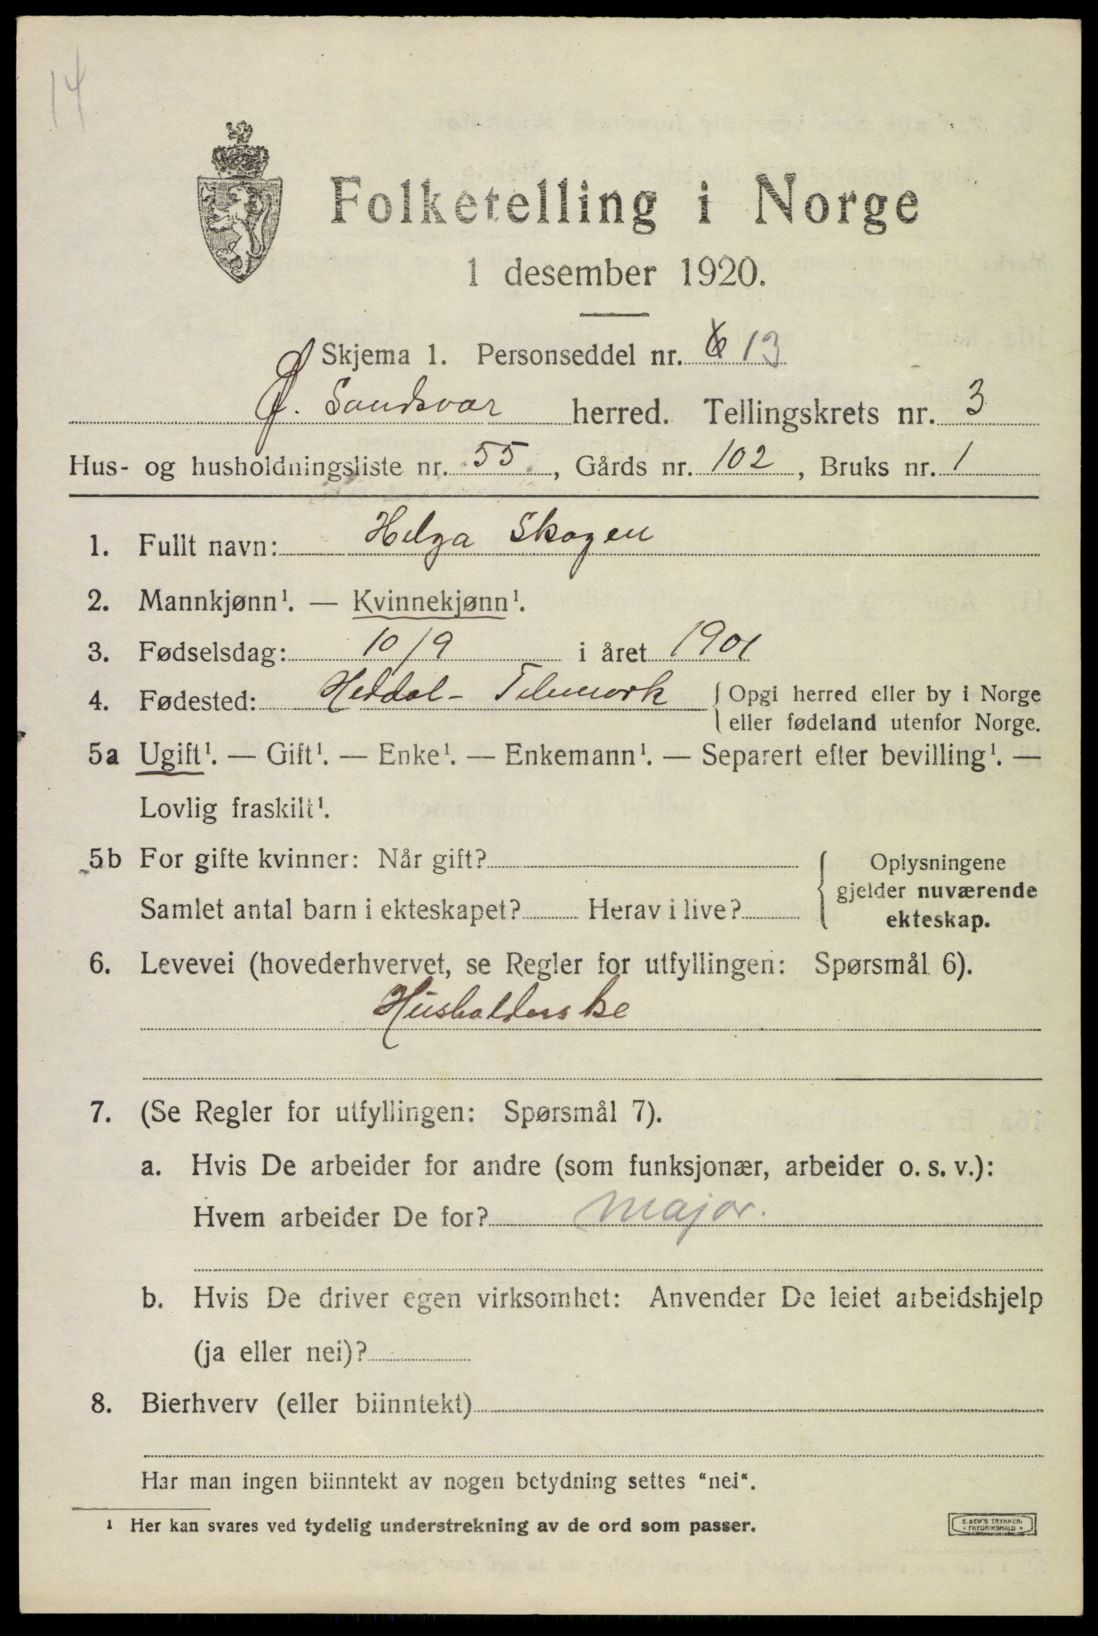 14
Folketelling i Norge
1 desember 1920.
Skjema 1. Personseddel nr. 6 13
Ø. Sandsvær herred. Tellingskrets nr. 3
Hus- og husholdningsliste nr. 55., Gårds nr. 102, Bruks nr. 1
1. Fullt navn: Helga Skogen
2. Mannkjønn¹. — Kvinnekjønn¹.
3. Fødselsdag: 10/9 i året 1901
4. Fødested: Heddal - Telemark { Opgi herred eller by i Norge
eller fødeland utenfor Norge.
5a Ugift¹. — Gift¹. — Enke¹. — Enkemann¹. — Separert efter bevilling¹. —
Lovlig fraskilt¹.
5b For gifte kvinner: Når gift? { Oplysningene
gjelder nuværende
Samlet antal barn i ekteskapet? Herav i live?
ekteskap.
6. Levevei (hovederhvervet, se Regler for utfyllingen: Spørsmål 6).
Husholderske
7. (Se Regler for utfyllingen: Spørsmål 7).
a. Hvis De arbeider for andre (som funksjonær, arbeider o. s. v.):
Hvem arbeider De for? major.
b. Hvis De driver egen virksomhet: Anvender De leiet arbeidshjelp
(ja eller nei)?
8. Bierhverv (eller biinntekt)
Har man ingen biinntekt av nogen betydning settes "nei".
¹ Her kan svares ved tydelig understrekning av de ord som passer.